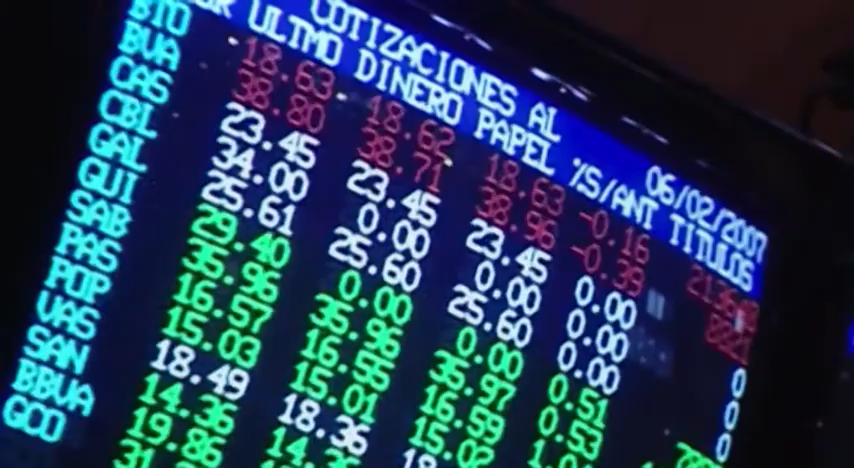 COTIZACIONES AL 06/02/2007
ULTMO DINERO PAPEL %S/ANT TITULOS
BTO 18.63 18.62 18.63 -0.16
BVA 38.80 38.71 38.96 -0.39
CAG 23.45 23.45 23.45 0.00 0
CBL 34.00 0.00 0.00 0.00 0
GAL 25.61 25.60 25.60 0.00 0
QUI 29.40 0.00 0.00 0.51
SAB 35.96 35.96 35.97 0.53
PAS 16.57 16.55 16.59
POP 15.03 15.01 15.02
VAS 18.49 18.36
SAN 14.36
BBVA 19.86
GCO